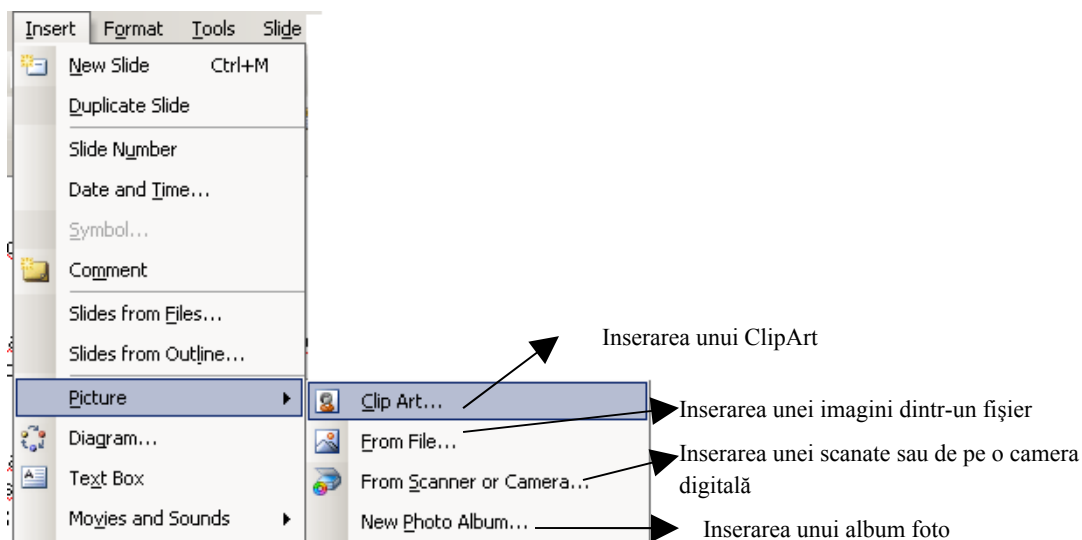 Insert Format Tools Slide
New Slide Ctrl+M
Duplicate Slide
Slide Number
Date and Time...
Symbol...
Comment
Slides from Files...
Slides from Outline...
Picture
Diagram...
Text Box
Movies and Sounds
Clip Art...
From File...
From Scanner or Camera...
New Photo Album...
Inserarea unui ClipArt
Inserarea unei imagini dintr-un fişier
Inserarea unei scanate sau de pe o camera
digitală
Inserarea unui album foto